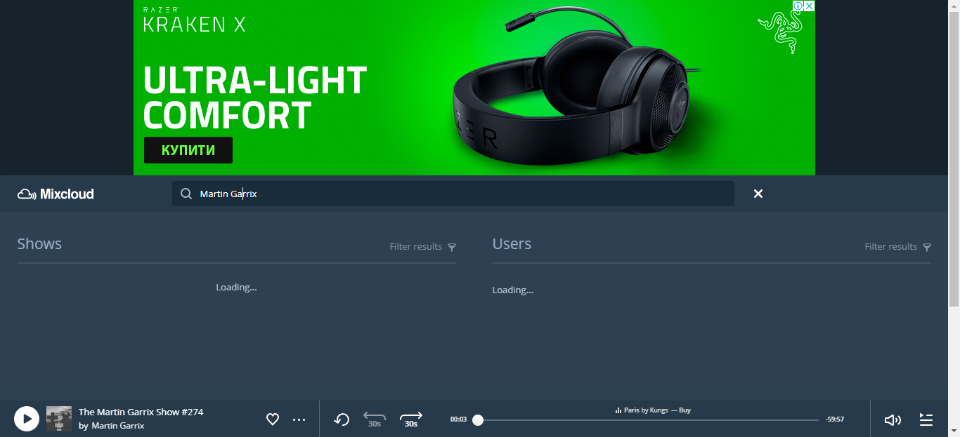 RAZER
KRAKEN X
ULTRA-LIGHT
COMFORT
КУПИТИ
Mixcloud
Martin Garrix
Shows
Filter results
Users
Filter results
Loading...
Loading...
The Martin Garrix Show #274
by Martin Garrix
30s
30s
00:03
Paris by Kungs — Buy
-59:57